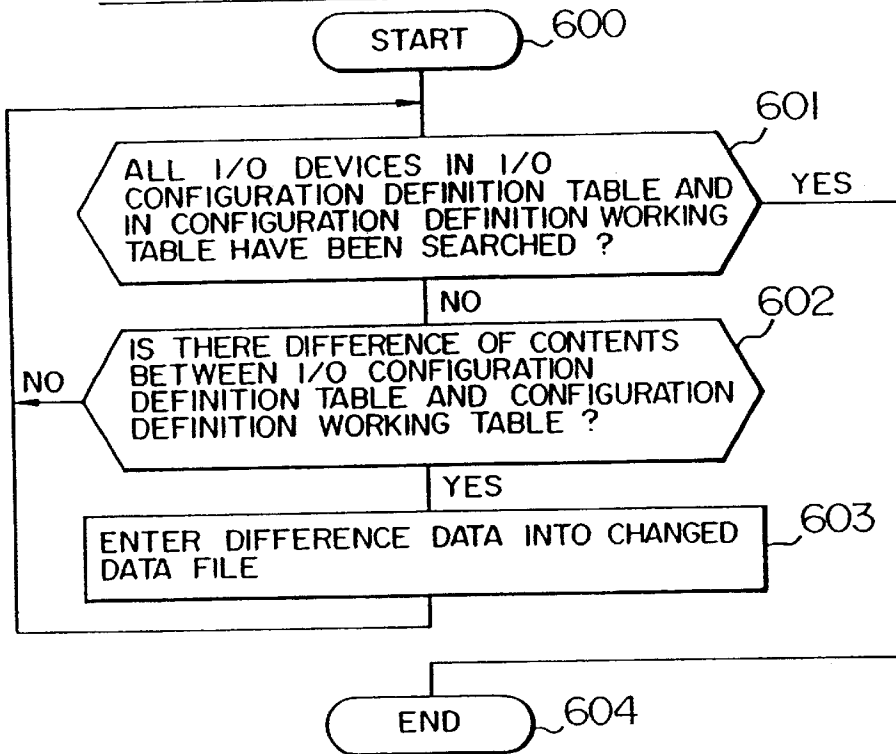 START
600
601
ALL I/O DEVICES IN I/O
CONFIGURATION DEFINITION TABLE AND
IN CONFIGURATION DEFINITION WORKING
TABLE HAVE BEEN SEARCHED ?
YES
NO
602
IS THERE DIFFERENCE OF CONTENTS
BETWEEN I/O CONFIGURATION
DEFINITION TABLE AND CONFIGURATION
DEFINITION WORKING TABLE ?
NO
YES
603
ENTER DIFFERENCE DATA INTO CHANGED
DATA FILE
END
604